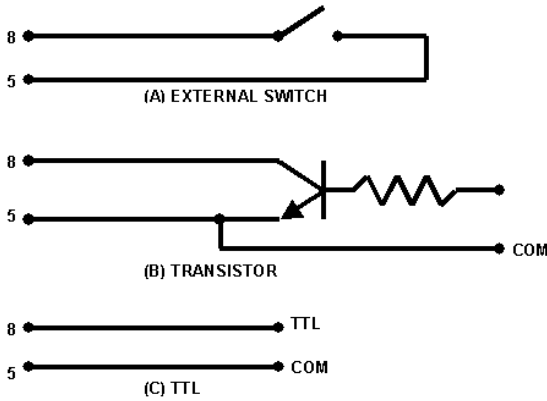 8
5
(A) EXTERNAL SWITCH
8
5
COM
(B) TRANSISTOR
8 TTL
5 COM
(C) TTL